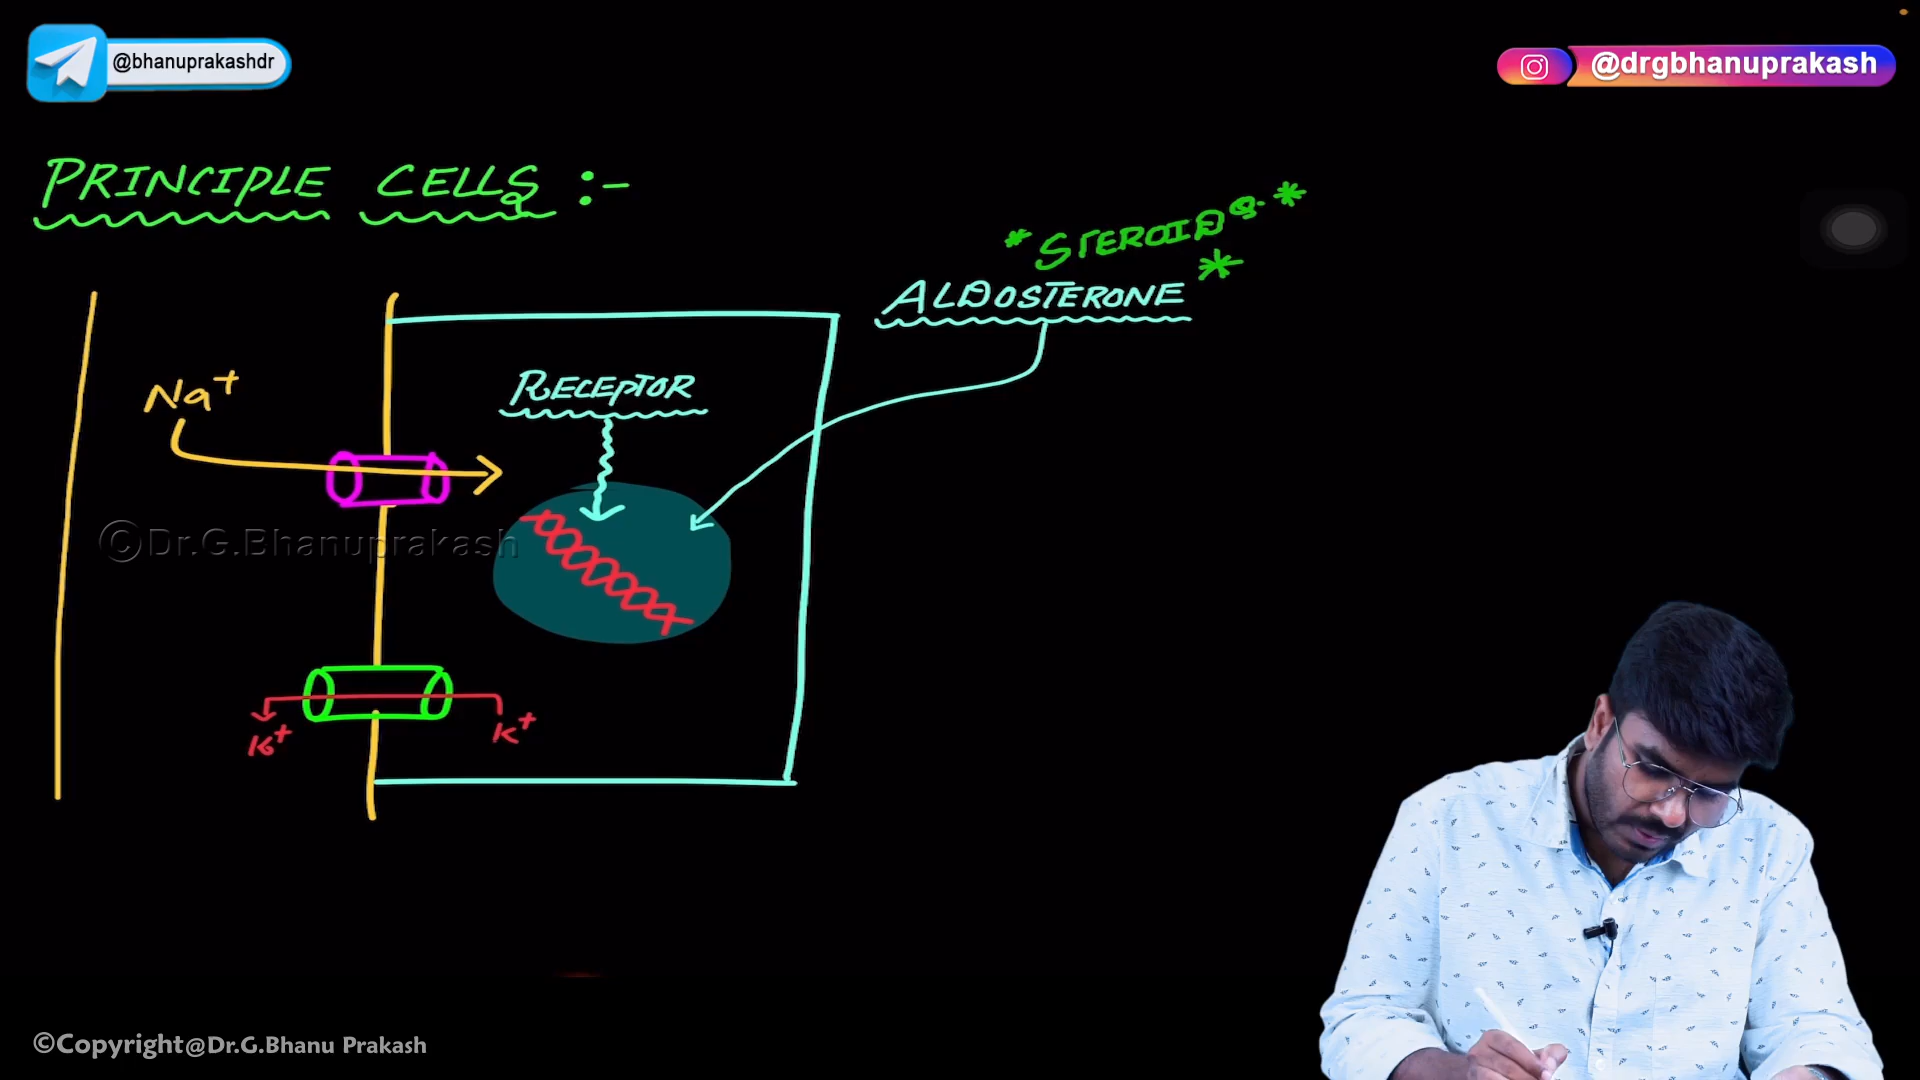 @bhanuprakashdr
@drgbhanuprakash
PRINCIPLE CELLS :-
* STEROIDS *
ALDOSTERONE *
RECEPTOR
Na+
©Dr.G.Bhanuprakash
K+
K+
©Copyright@Dr.G.Bhanu Prakash